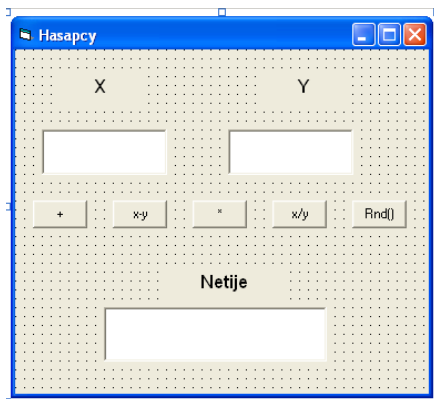 Hasapcy
X Y
+ x-y * x/y Rnd()
Netije